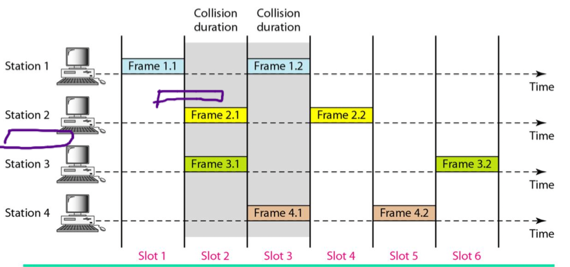 Collision duration
Collision duration
Station 1
Frame 1.1
Frame 1.2
Time
Station 2
Frame 2.1
Frame 2.2
Time
Station 3
Frame 3.1
Frame 3.2
Time
Station 4
Frame 4.1
Frame 4.2
Time
Slot 1
Slot 2
Slot 3
Slot 4
Slot 5
Slot 6